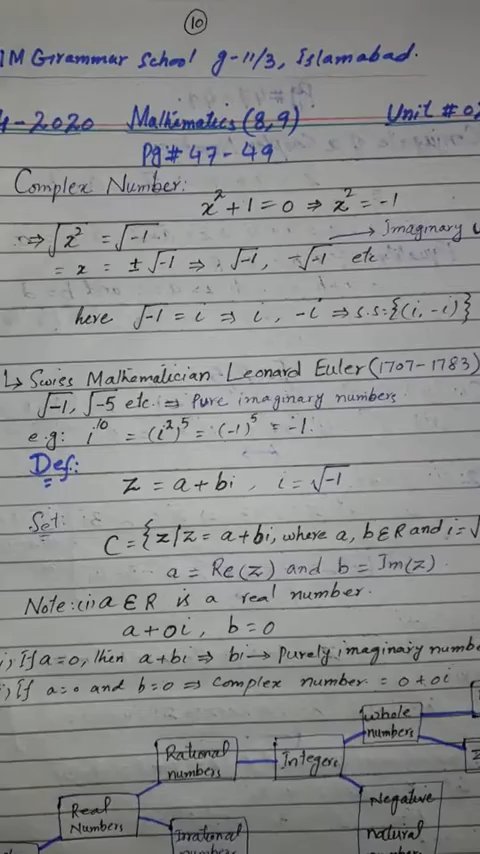 10
IM Grammar School g-11/3, Islamabad.
4-2020 Mathematics (8,9) Unit # 02
Pg # 47-49
Complex Number:
x² + 1 = 0 ⇒ x² = -1
⇒ √x² = √-1 → Imaginary
= x = ± √-1 ⇒ √-1, -√-1 etc
here √-1 = i ⇒ i, -i ⇒ s.s = {(i, -i)}
↳ Swiss Mathematician Leonard Euler (1707-1783)
√-1, √-5 etc. ⇒ Pure imaginary numbers
e.g: i¹⁰ = (i²)⁵ = (-1)⁵ = -1.
Def:
Z = a + bi, i = √-1
Set:
C = {z/z = a + bi, where a, b ∈ R and i = √
a = Re(z) and b = Im(z).
Note: (i) a ∈ R is a real number.
a + 0i, b = 0
i, If a = 0, then a + bi ⇒ bi → Purely imaginary numbe
i, If a = 0 and b = 0 ⇒ Complex number = 0 + 0i
Whole numbers
Rational numbers
Integers
Real Numbers
Irrational
Negative natural